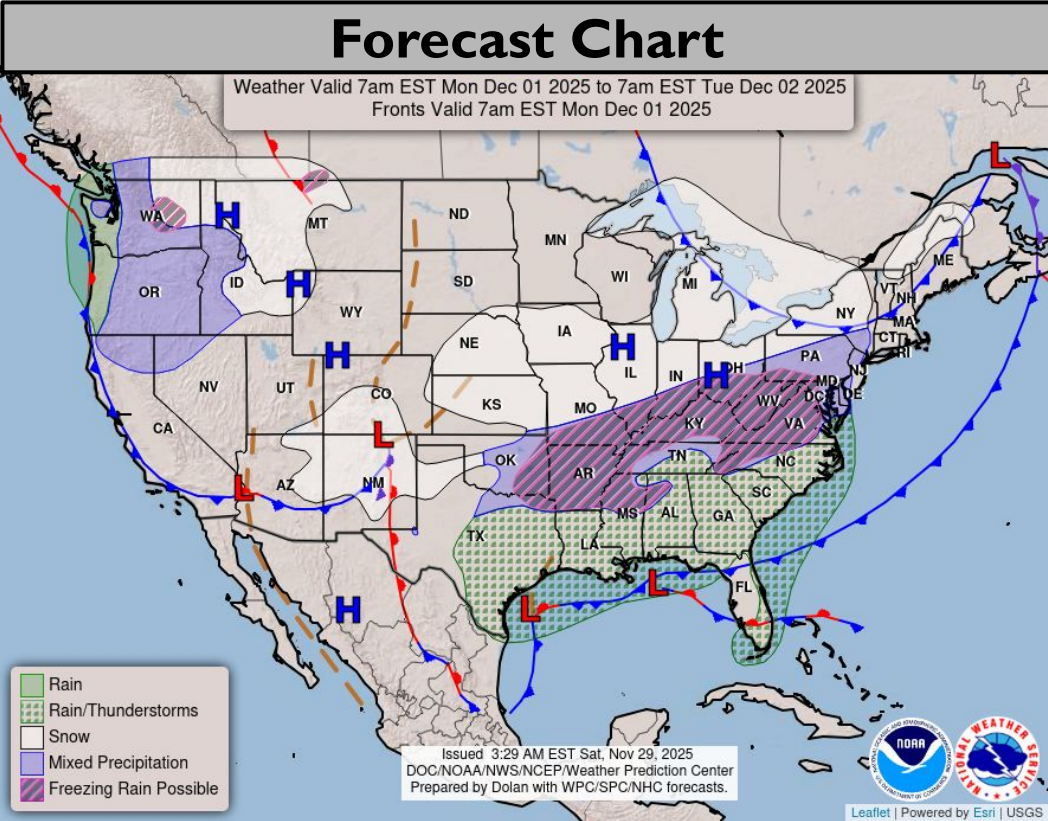 Forecast Chart
Weather Valid 7am EST Mon Dec 01 2025 to 7am EST Tue Dec 02 2025
Fronts Valid 7am EST Mon Dec 01 2025
L
WA
H
MT
ND
MN
OR
ID
H
SD
WI
MI
ME
VT
NH
WY
NY
MA
CT
RI
NE
IA
H
H
PA
NJ
NV
UT
CO
IL
IN
H
OH
MD
DE
DC
KS
MO
WV
CA
L
KY
VA
OK
TN
NC
L
AZ
NM
AR
SC
TX
MS
AL
GA
LA
L
FL
H
L
Rain
Rain/Thunderstorms
Snow
Mixed Precipitation
Freezing Rain Possible
Issued 3:29 AM EST Sat, Nov 29, 2025
DOC/NOAA/NWS/NCEP/Weather Prediction Center
Prepared by Dolan with WPC/SPC/NHC forecasts.
NOAA
NATIONAL WEATHER SERVICE
Leaflet | Powered by Esri | USGS